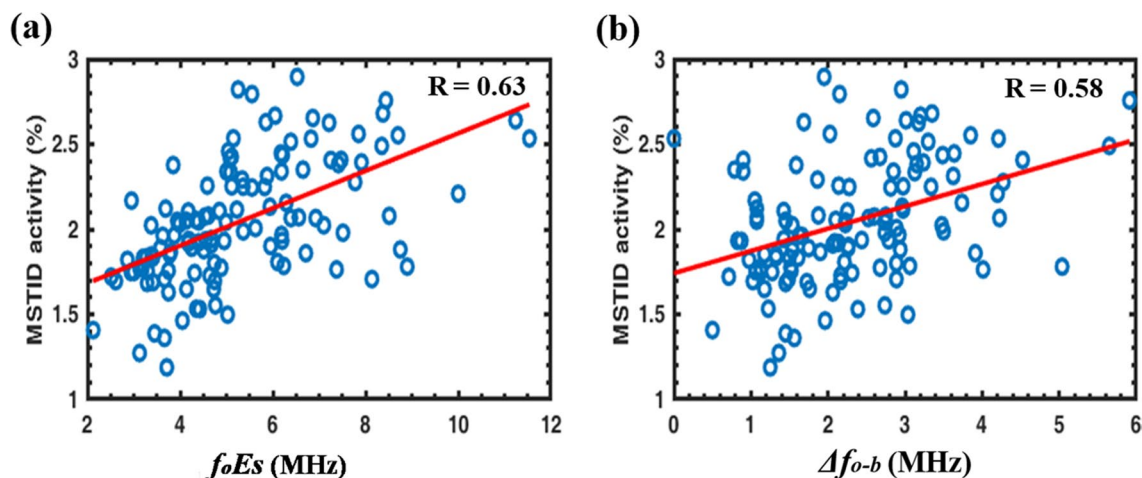 (a)
R = 0.63
MSTID activity (%)
3
2.5
2
1.5
1
2 4 6 8 10 12
foEs (MHz)
(b)
R = 0.58
MSTID activity (%)
3
2.5
2
1.5
1
0 1 2 3 4 5 6
Δfo-b (MHz)